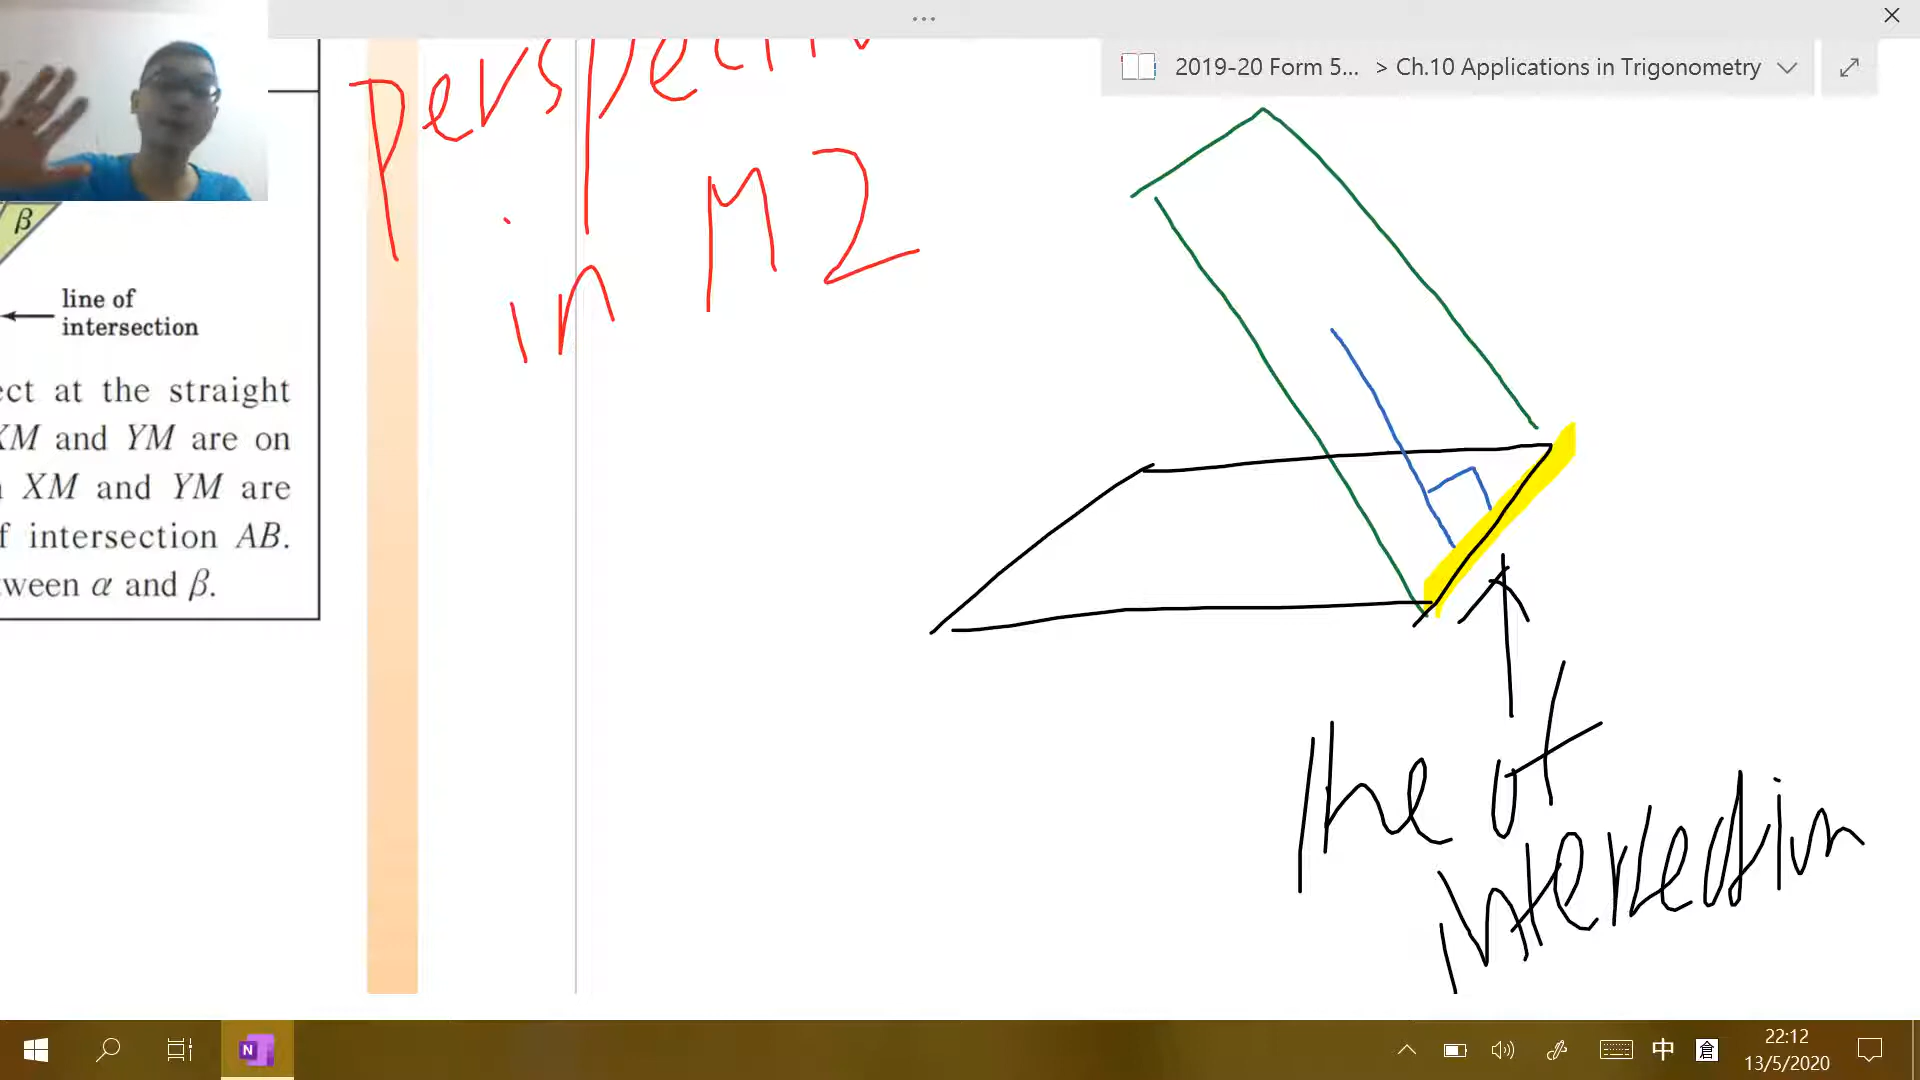 2019-20 Form 5... > Ch.10 Applications in Trigonometry
in M2
β
line of
intersection
ect at the straight
XM and YM are on
XM and YM are
f intersection AB.
tween α and β.
line of
intersection
N
中
倉
22:12
13/5/2020